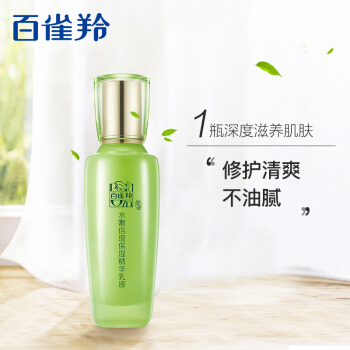 百雀羚
1瓶深度滋养肌肤
“修护清爽
不油腻”
百雀羚
水嫩倍现保湿精华乳液